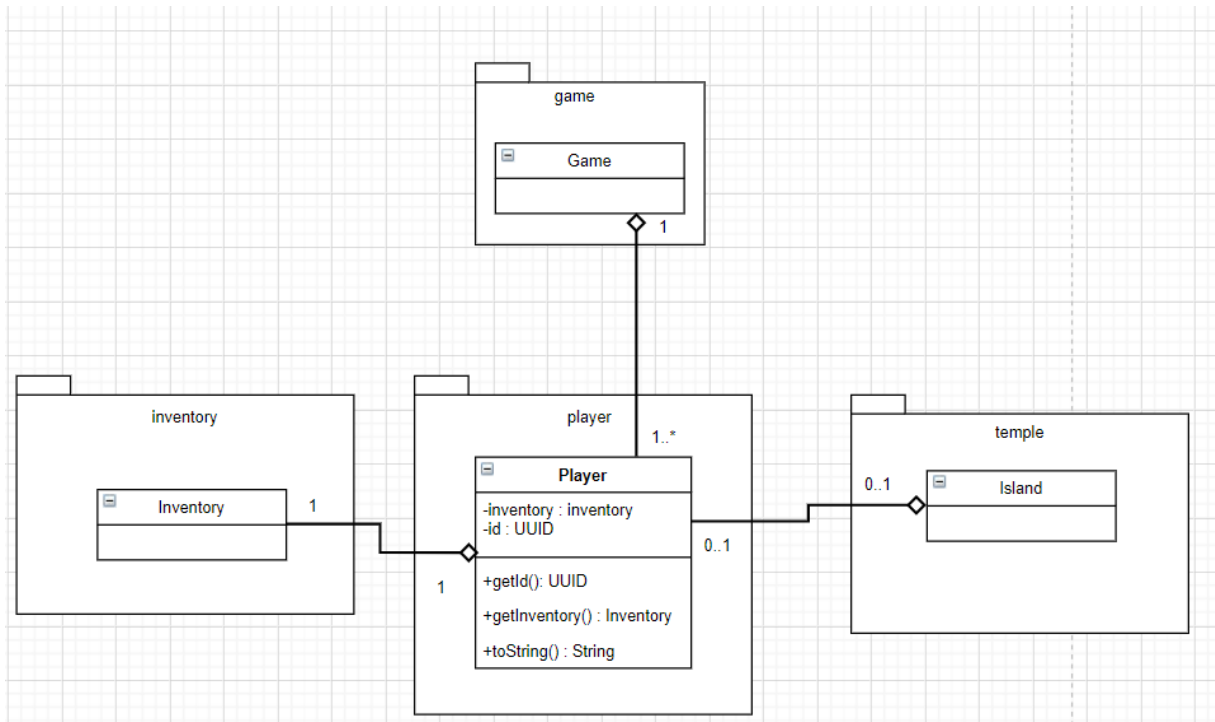 game
Game
1
inventory
Inventory
1
1
player
1..*
Player
-inventory : inventory
-id : UUID
+getId(): UUID
+getInventory() : Inventory
+toString() : String
0..1
temple
0..1
Island